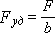 F_уд = F/b